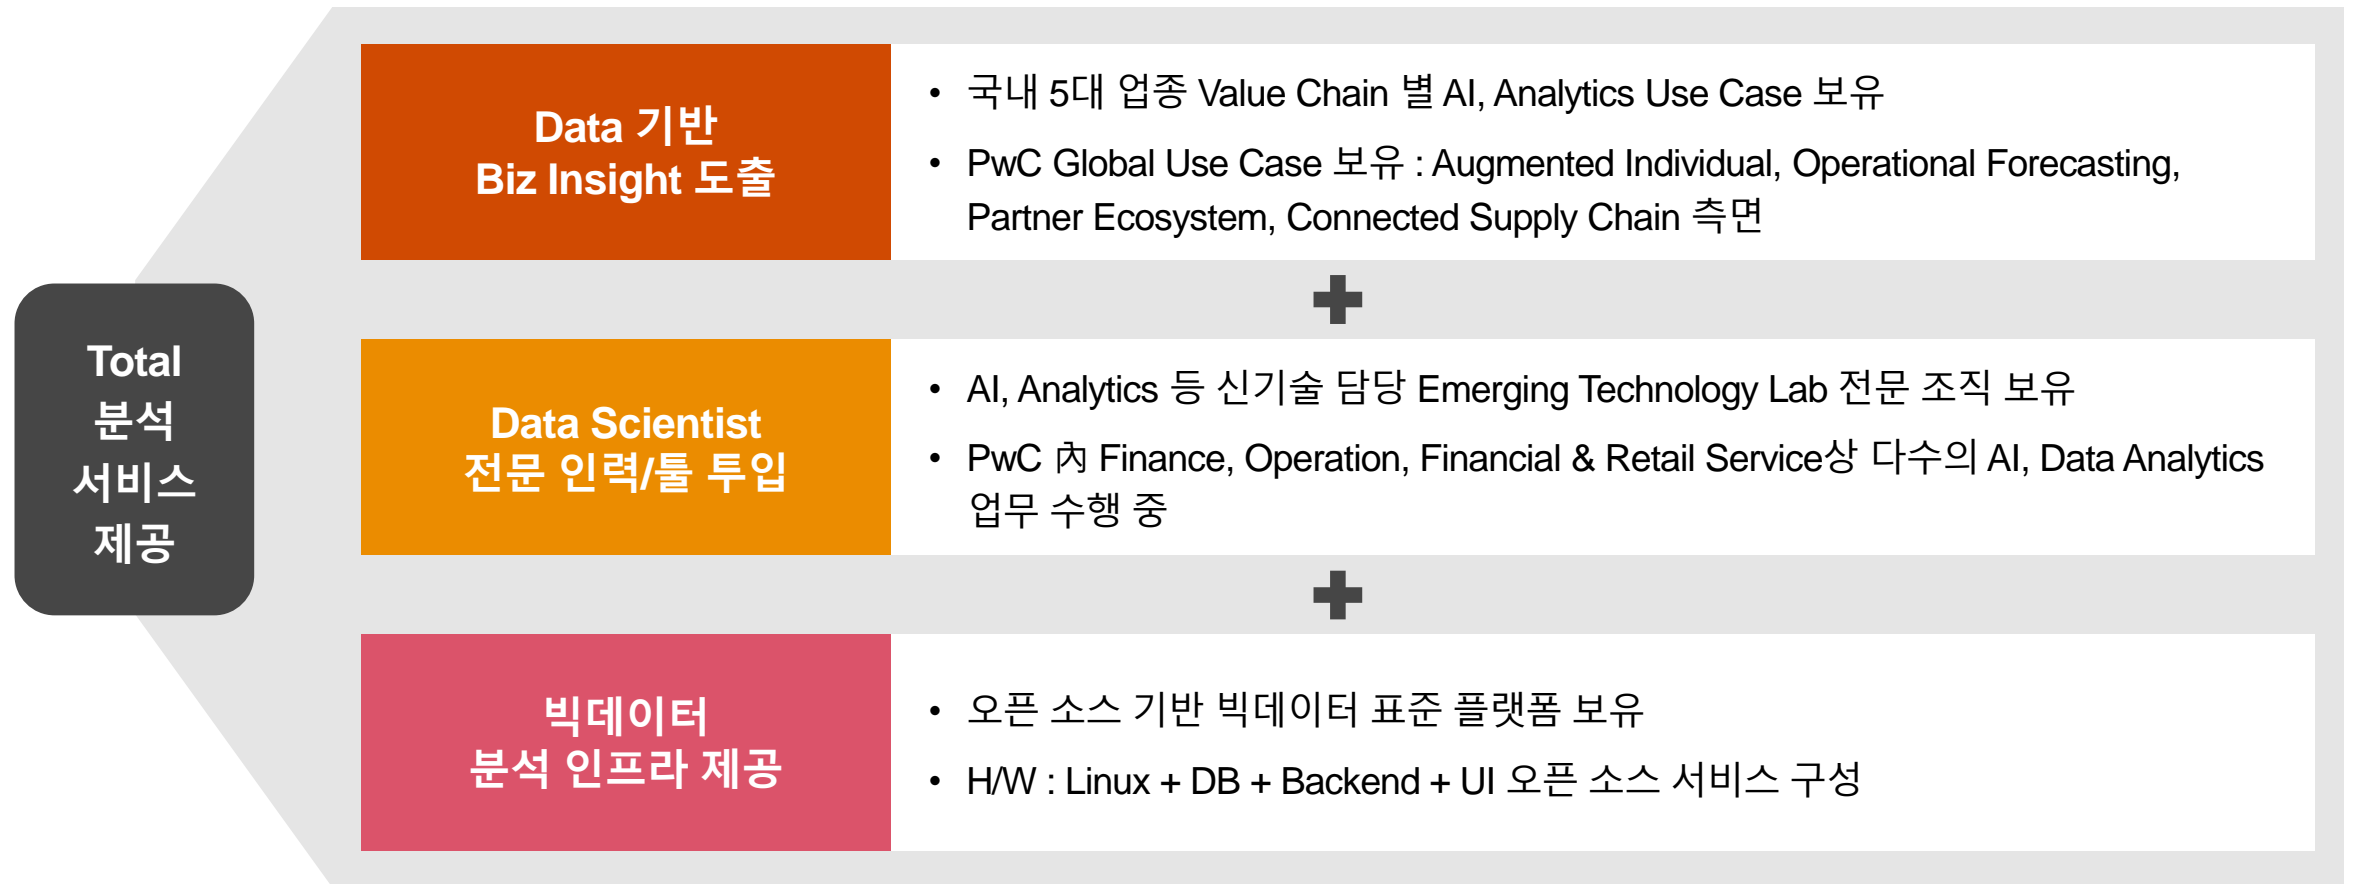 Total
분석
서비스
제공
Data 기반
Biz Insight 도출
• 국내 5대 업종 Value Chain 별 AI, Analytics Use Case 보유
• PwC Global Use Case 보유 : Augmented Individual, Operational Forecasting,
Partner Ecosystem, Connected Supply Chain 측면
Data Scientist
전문 인력/툴 투입
• AI, Analytics 등 신기술 담당 Emerging Technology Lab 전문 조직 보유
• PwC 內 Finance, Operation, Financial & Retail Service상 다수의 AI, Data Analytics
업무 수행 중
빅데이터
분석 인프라 제공
• 오픈 소스 기반 빅데이터 표준 플랫폼 보유
• H/W : Linux + DB + Backend + UI 오픈 소스 서비스 구성